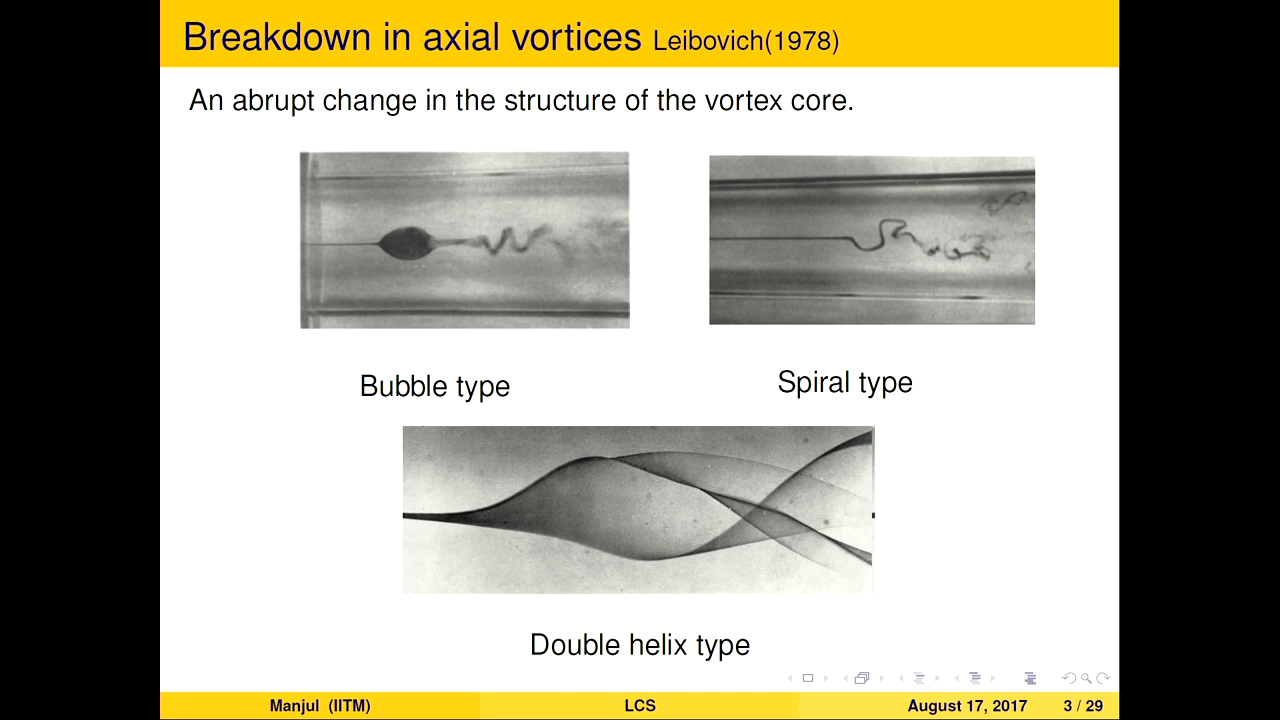 Breakdown in axial vortices Leibovich(1978)
An abrupt change in the structure of the vortex core.
Bubble type
Spiral type
Double helix type
Manjul (IITM) LCS August 17, 2017 3 / 29